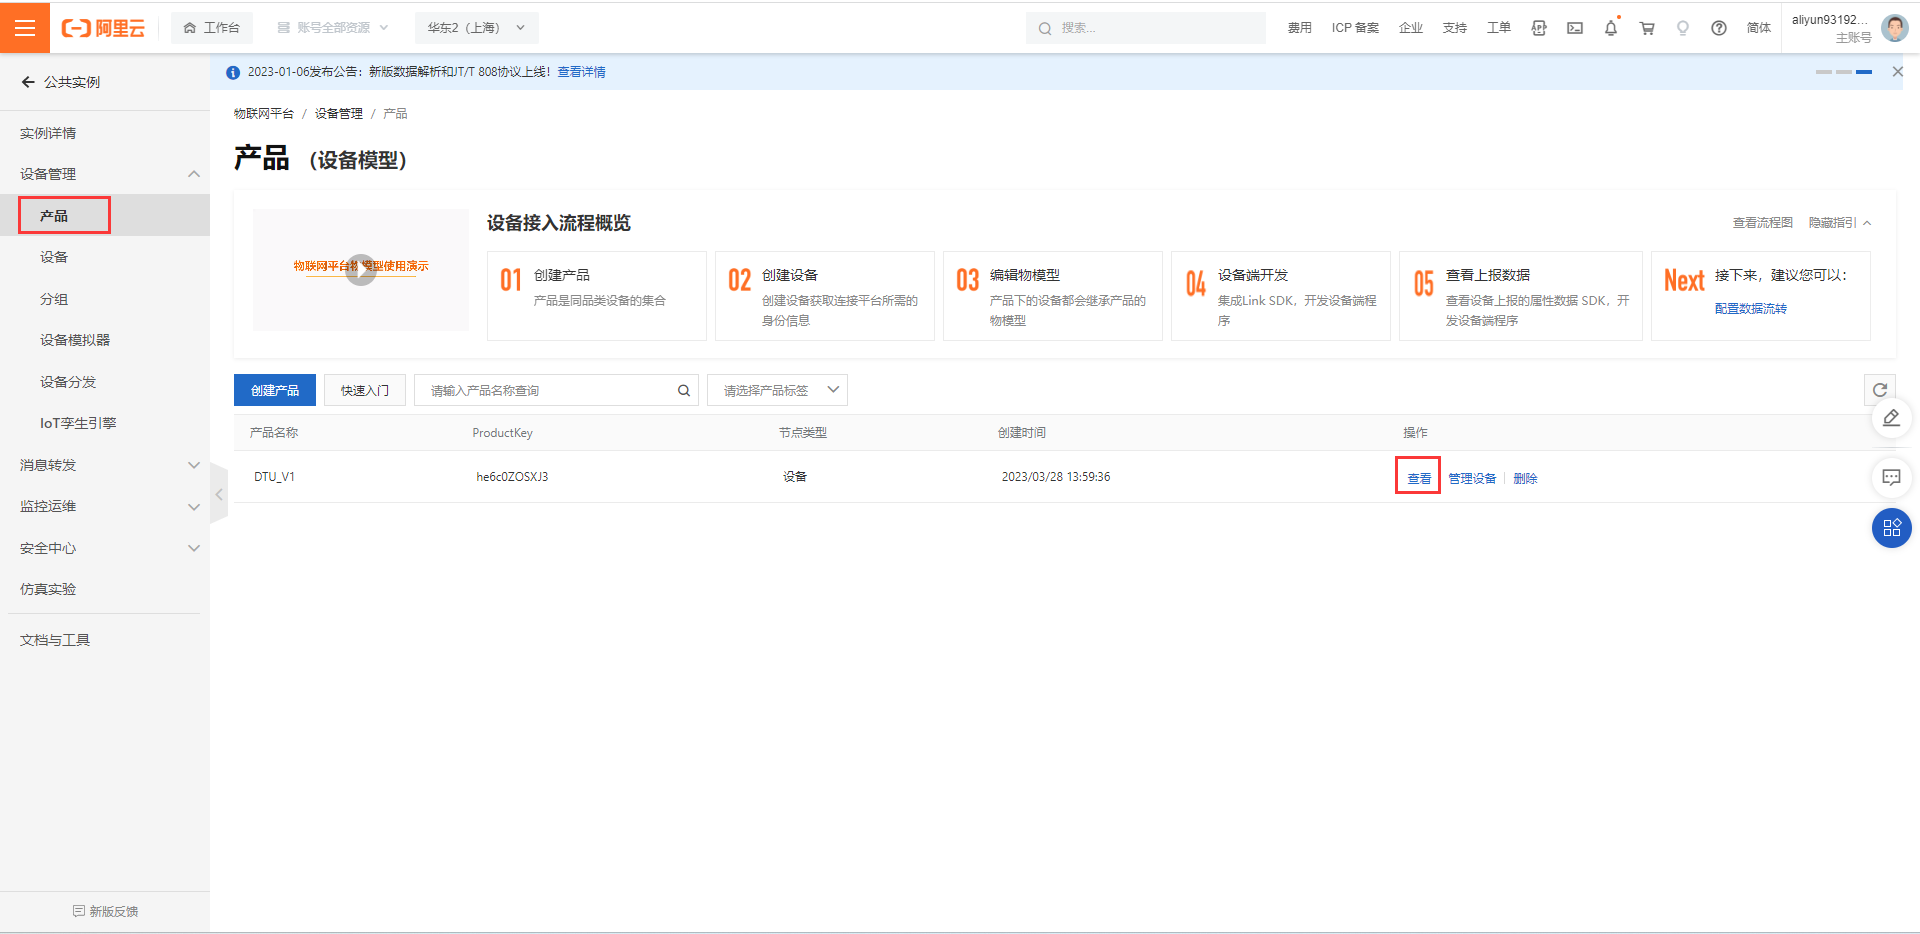 阿里云
工作台
账号全部资源
华东2（上海）
搜索...
费用
ICP 备案
企业
支持
工单
简体
aliyun93192...
主账号
公共实例
实例详情
设备管理
产品
设备
分组
设备模拟器
设备分发
IoT孪生引擎
消息转发
监控运维
安全中心
仿真实验
文档与工具
新版反馈
2023-01-06发布公告：新版数据解析和JT/T 808协议上线！ 查看详情
物联网平台 / 设备管理 / 产品
产品 （设备模型）
物联网平台物模型使用演示
设备接入流程概览
查看流程图 隐藏指引
01 创建产品
产品是同品类设备的集合
02 创建设备
创建设备获取连接平台所需的
身份信息
03 编辑物模型
产品下的设备都会继承产品的
物模型
04 设备端开发
集成Link SDK，开发设备端程
序
05 查看上报数据
查看设备上报的属性数据 SDK，开
发设备端程序
Next 接下来，建议您可以：
配置数据流转
创建产品
快速入门
请输入产品名称查询
请选择产品标签
产品名称 ProductKey 节点类型 创建时间 操作
DTU_V1 he6c0ZOSXJ3 设备 2023/03/28 13:59:36 查看 管理设备 删除